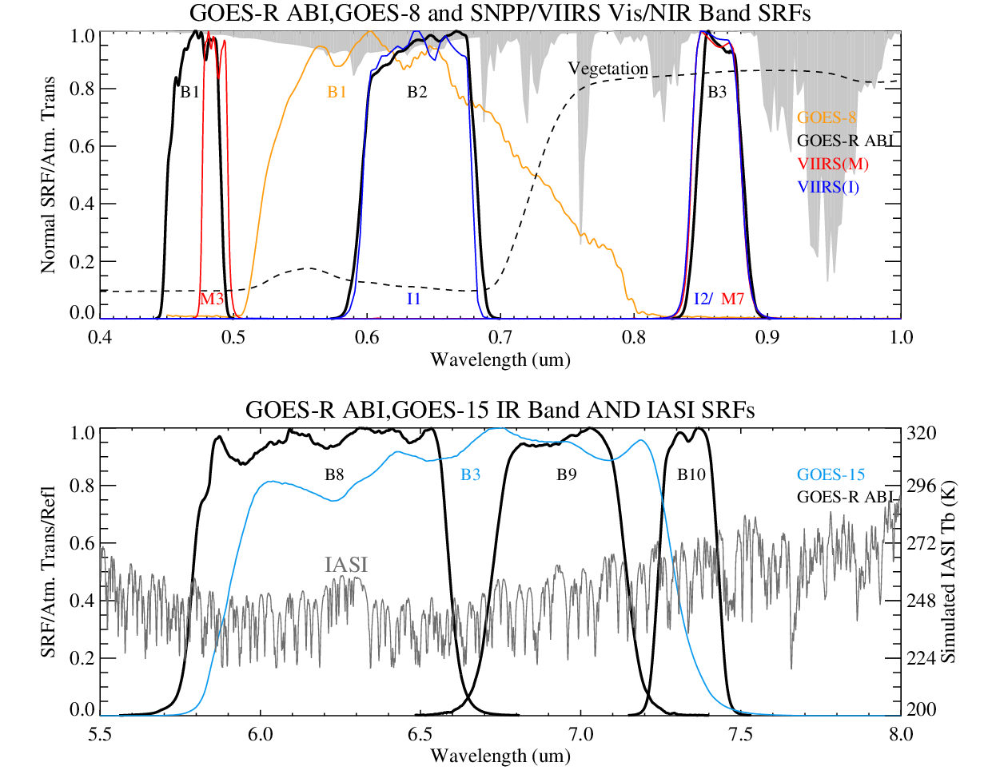 GOES-R ABI,GOES-8 and SNPP/VIIRS Vis/NIR Band SRFs
1.0
0.8
0.6
0.4
0.2
0.0
Normal SRF/Atm. Trans
B1
B1
B2
Vegetation
B3
GOES-8
GOES-R ABI
VIIRS(M)
VIIRS(I)
M3
I1
I2/ M7
0.4 0.5 0.6 0.7 0.8 0.9 1.0
Wavelength (um)
GOES-R ABI,GOES-15 IR Band AND IASI SRFs
1.0
0.8
0.6
0.4
0.2
0.0
SRF/Atm. Trans/Refl
B8
B3
B9
B10
GOES-15
GOES-R ABI
IASI
320
296
272
248
224
200
Simulated IASI Tb (K)
5.5 6.0 6.5 7.0 7.5 8.0
Wavelength (um)